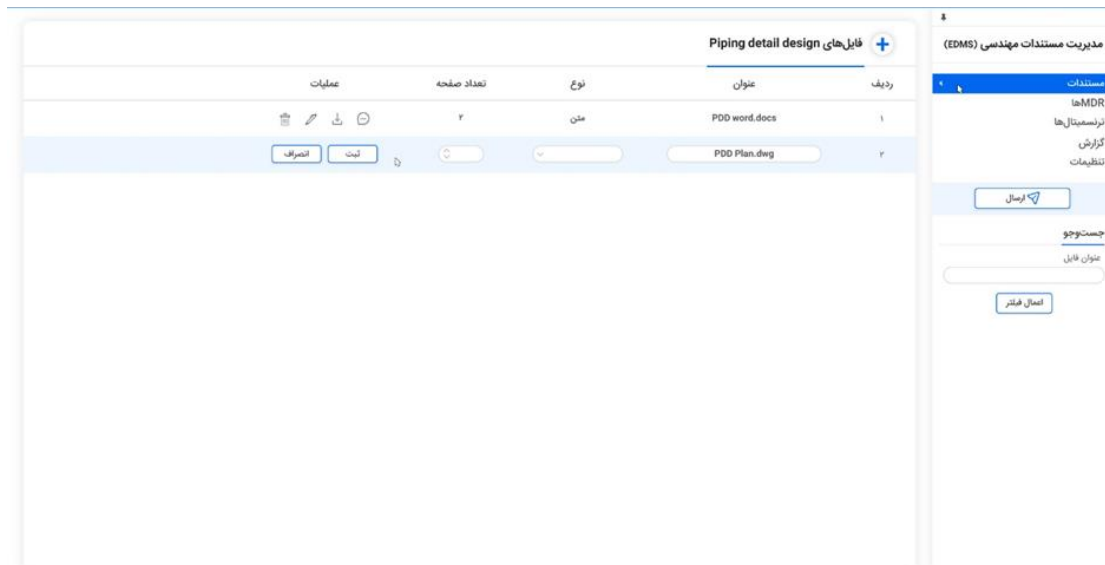 مدیریت مستندات مهندسی (EDMS)
مستندات
MDRها
ترنسمیتال‌ها
گزارش
تنظیمات
ارسال
جست‌وجو
عنوان فایل
اعمال فیلتر
فایل‌های Piping detail design
ردیف عنوان نوع تعداد صفحه عملیات
۱ PDD word.docs متن ۲
۲ PDD Plan.dwg ثبت انصراف